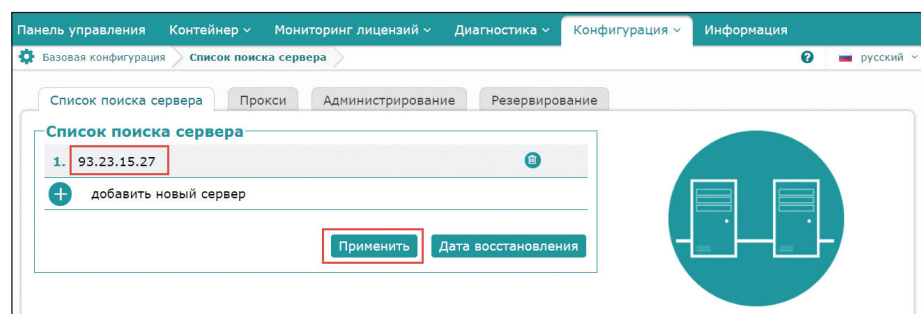 Панель управления Контейнер Мониторинг лицензий Диагностика Конфигурация Информация
Базовая конфигурация Список поиска сервера ? русский
Список поиска сервера Прокси Администрирование Резервирование
Список поиска сервера
1. 93.23.15.27
+ добавить новый сервер
Применить Дата восстановления